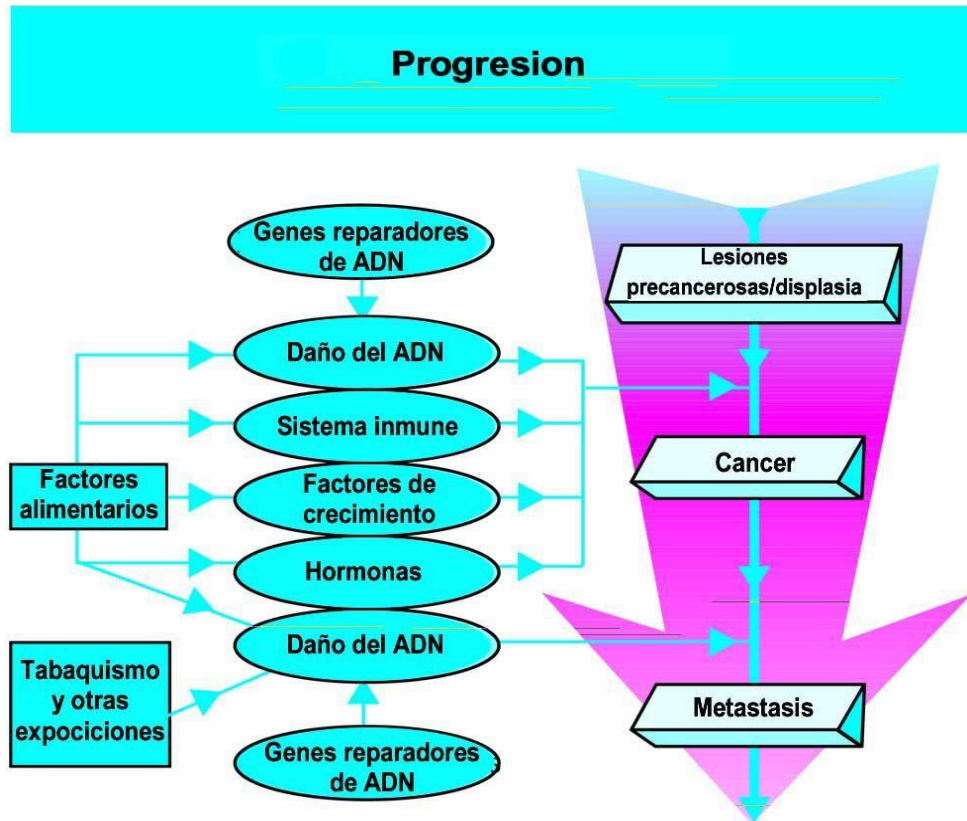 Progresion
Genes reparadores
de ADN
Lesiones
precancerosas/displasia
Daño del ADN
Sistema inmune
Factores
alimentarios
Factores de
crecimiento
Cancer
Hormonas
Daño del ADN
Tabaquismo
y otras
expociciones
Metastasis
Genes reparadores
de ADN